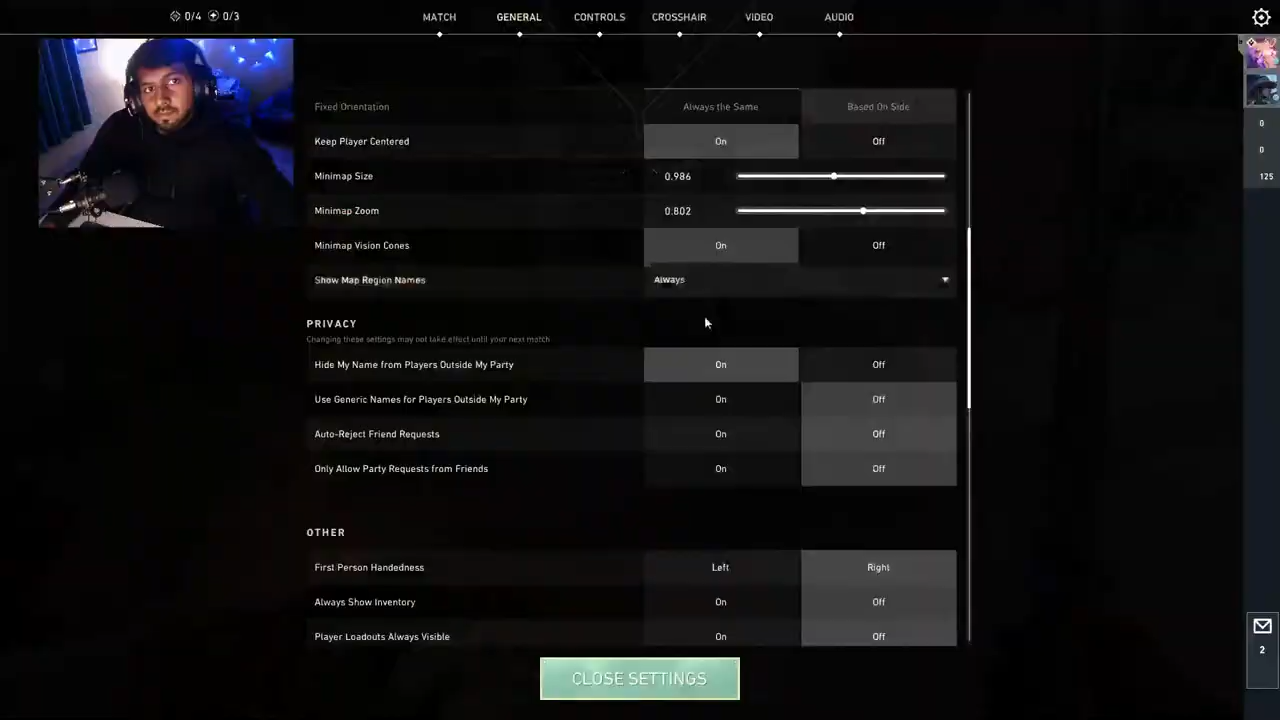 0/4 0/3
MATCH GENERAL CONTROLS CROSSHAIR VIDEO AUDIO
Fixed Orientation Always the Same Based On Side
Keep Player Centered On Off
Minimap Size 0.986
Minimap Zoom 0.802
Minimap Vision Cones On Off
Show Map Region Names Always
PRIVACY
Changing these settings may not take effect until your next match
Hide My Name from Players Outside My Party On Off
Use Generic Names for Players Outside My Party On Off
Auto-Reject Friend Requests On Off
Only Allow Party Requests from Friends On Off
OTHER
First Person Handedness Left Right
Always Show Inventory On Off
Player Loadouts Always Visible On Off
CLOSE SETTINGS
0
0
125
2